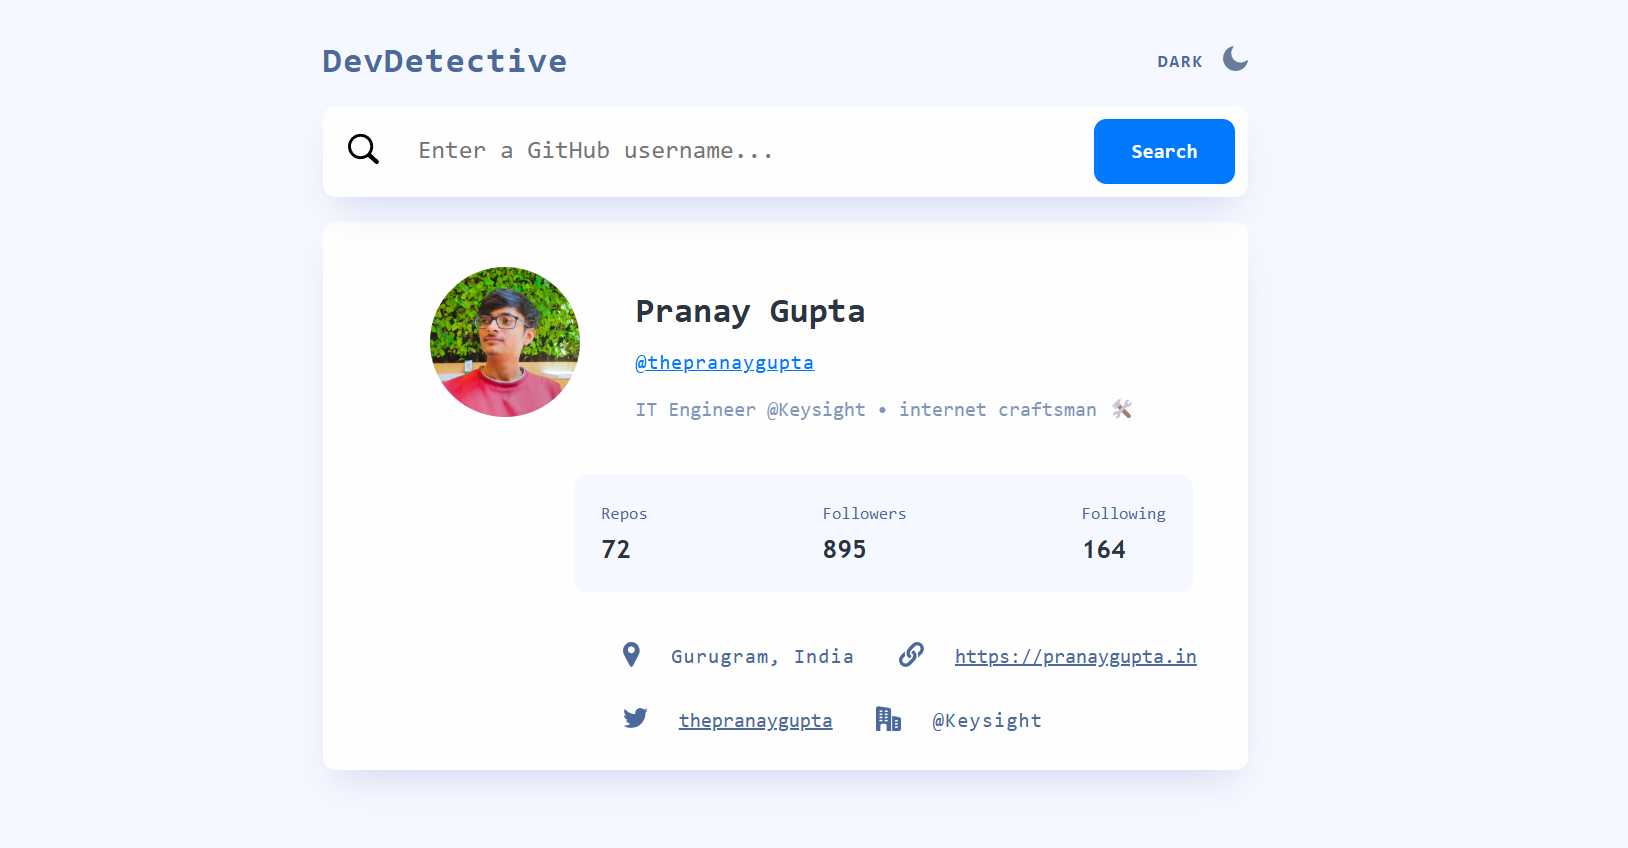 DevDetective
DARK
Enter a GitHub username...
Search
Pranay Gupta
@thepranaygupta
IT Engineer @Keysight • internet craftsman 🛠️
Repos Followers Following
72 895 164
Gurugram, India https://pranaygupta.in
thepranaygupta @Keysight